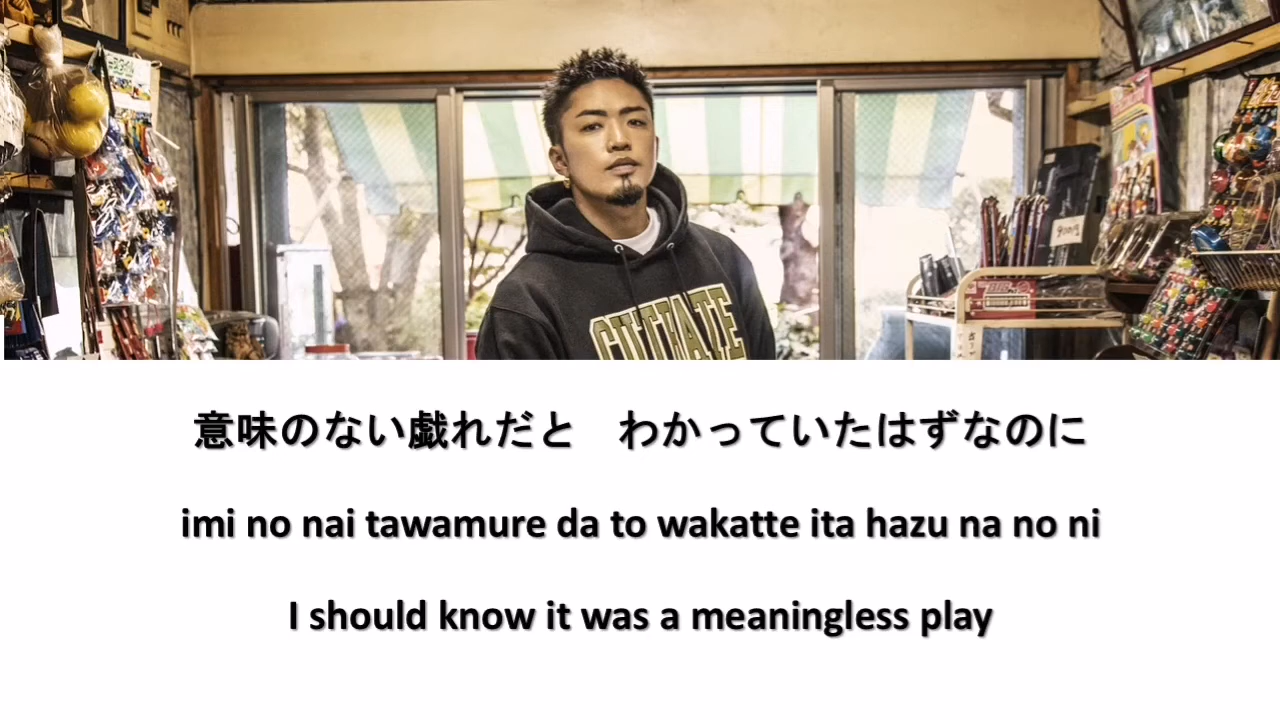 意味のない戯れだと　わかっていたはずなのに
imi no nai tawamure da to wakatte ita hazu na no ni
I should know it was a meaningless play